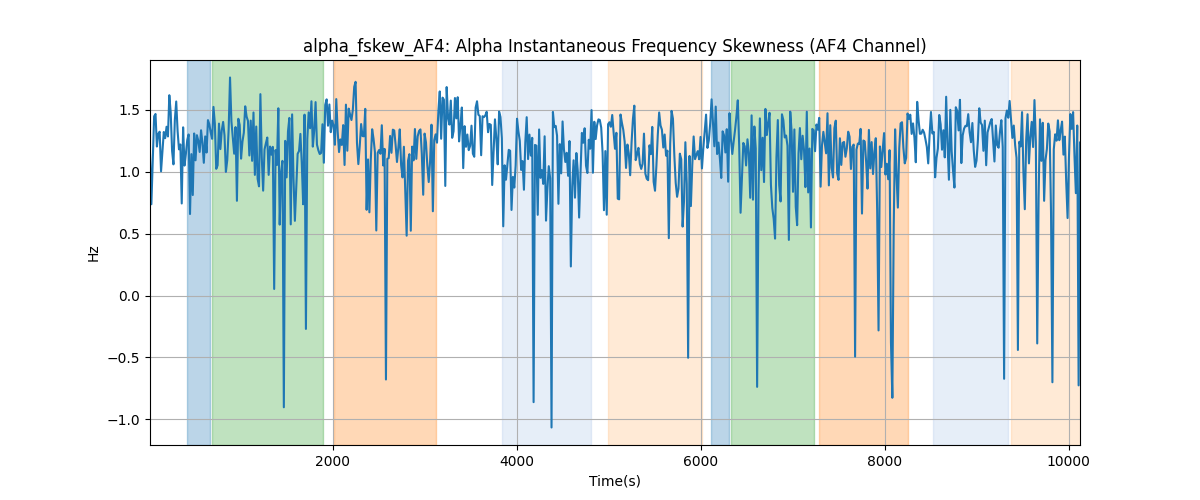 alpha_fskew_AF4: Alpha Instantaneous Frequency Skewness (AF4 Channel)
1.5
1.0
0.5
0.0
−0.5
−1.0
Hz
2000 4000 6000 8000 10000
Time(s)